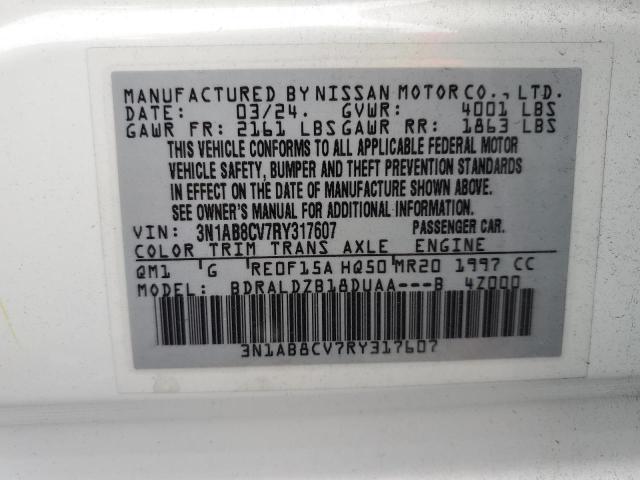 MANUFACTURED BY NISSAN MOTOR CO., LTD.
DATE: 03/24. GVWR: 4001 LBS
GAWR FR: 2161 LBS GAWR RR: 1863 LBS
THIS VEHICLE CONFORMS TO ALL APPLICABLE FEDERAL MOTOR
VEHICLE SAFETY, BUMPER AND THEFT PREVENTION STANDARDS
IN EFFECT ON THE DATE OF MANUFACTURE SHOWN ABOVE.
SEE OWNER'S MANUAL FOR ADDITIONAL INFORMATION.
VIN: 3N1AB8CV7RY317607 PASSENGER CAR.
COLOR TRIM TRANS AXLE ENGINE
QM1 G RE0F15A HQ50 MR20 1997 CC
MODEL: BDRALDZB18DUAA---B 4Z000
3N1AB8CV7RY317607